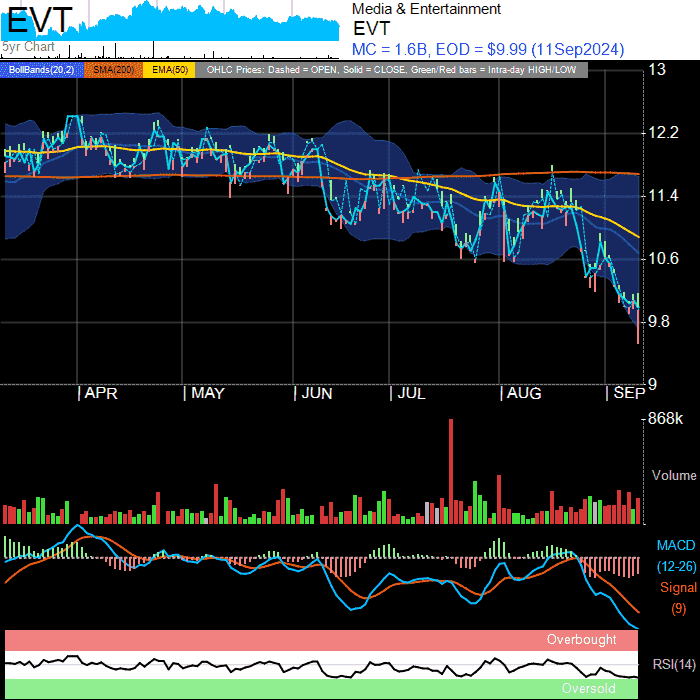 EVT
5yr Chart
Media & Entertainment
EVT
MC = 1.6B, EOD = $9.99 (11Sep2024)
BollBands(20,2) SMA(200) EMA(50) OHLC Prices: Dashed = OPEN, Solid = CLOSE, Green/Red bars = Intra-day HIGH/LOW
13
12.2
11.4
10.6
9.8
9
APR MAY JUN JUL AUG SEP
868k
Volume
MACD
(12-26)
Signal
(9)
Overbought
RSI(14)
Oversold